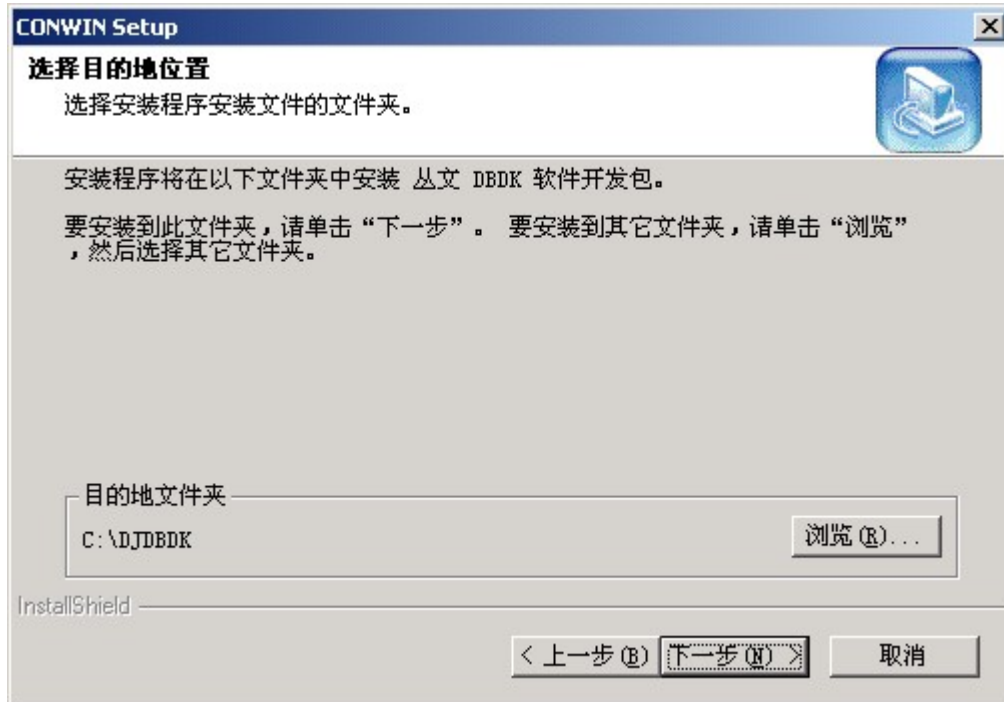 CONWIN Setup
选择目的地位置
选择安装程序安装文件的文件夹。
安装程序将在以下文件夹中安装 丛文 DBDK 软件开发包。
要安装到此文件夹，请单击“下一步”。 要安装到其它文件夹，请单击“浏览”
，然后选择其它文件夹。
目的地文件夹
C:\DJDBDK
浏览(R)...
InstallShield
< 上一步(B)
下一步(N) >
取消